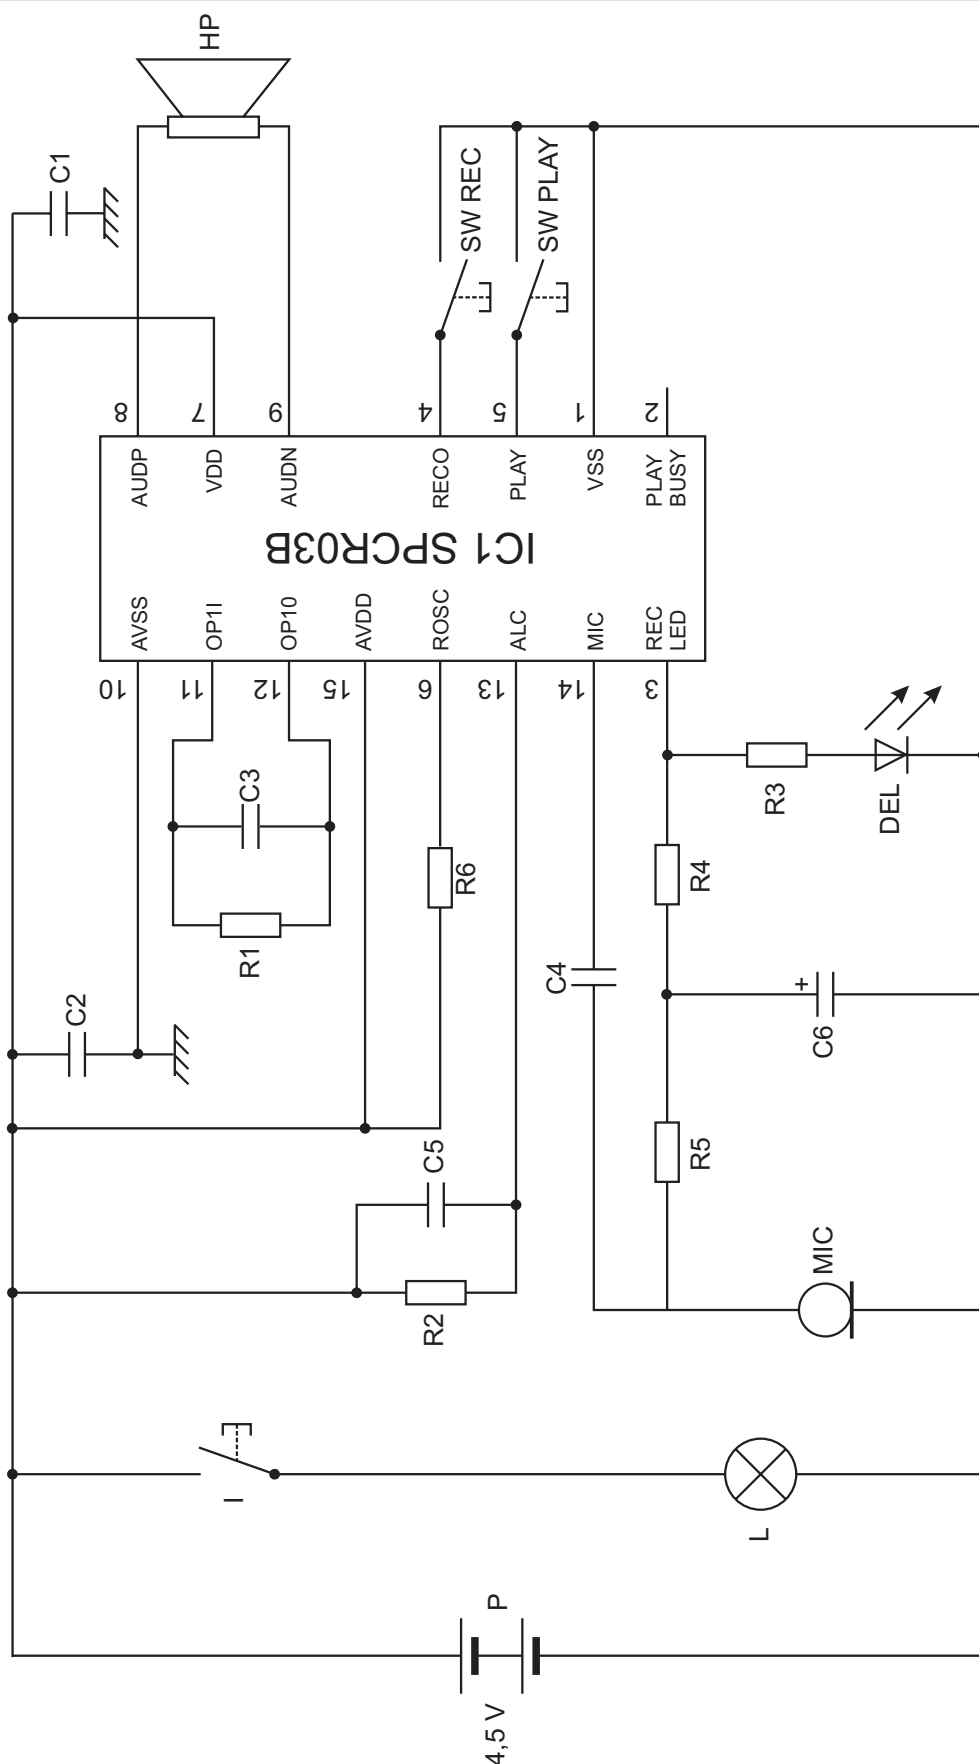 HP
C1
SW REC
SW PLAY
8
7
9
4
5
1
2
AUDP
VDD
AUDN
RECO
PLAY
VSS
PLAY
BUSY
IC1 SPCR03B
AVSS
OP1I
OP10
AVDD
ROSC
ALC
MIC
REC
LED
10
11
12
15
6
13
14
3
C3
R3
DEL
R1
R6
R4
C4
C2
+
C6
C5
R5
R2
MIC
I
L
P
4,5 V